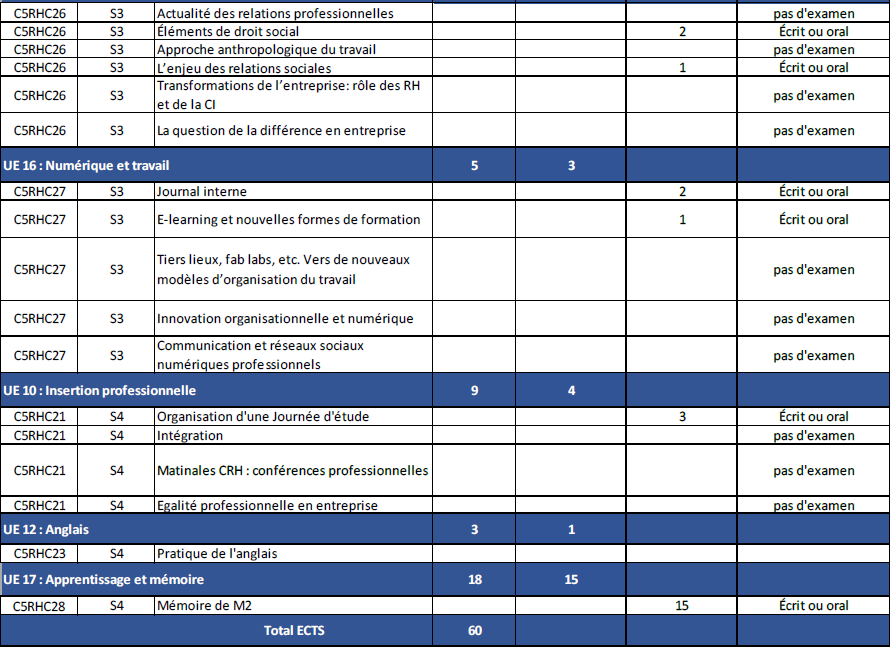 C5RHC26 S3 Actualité des relations professionnelles pas d'examen
C5RHC26 S3 Éléments de droit social 2 Écrit ou oral
C5RHC26 S3 Approche anthropologique du travail pas d'examen
C5RHC26 S3 L'enjeu des relations sociales 1 Écrit ou oral
C5RHC26 S3 Transformations de l'entreprise: rôle des RH
et de la CI pas d'examen
C5RHC26 S3 La question de la différence en entreprise pas d'examen
UE 16 : Numérique et travail 5 3
C5RHC27 S3 Journal interne 2 Écrit ou oral
C5RHC27 S3 E-learning et nouvelles formes de formation 1 Écrit ou oral
C5RHC27 S3 Tiers lieux, fab labs, etc. Vers de nouveaux
modèles d'organisation du travail pas d'examen
C5RHC27 S3 Innovation organisationnelle et numérique pas d'examen
C5RHC27 S3 Communication et réseaux sociaux
numériques professionnels pas d'examen
UE 10 : Insertion professionnelle 9 4
C5RHC21 S4 Organisation d'une Journée d'étude 3 Écrit ou oral
C5RHC21 S4 Intégration pas d'examen
C5RHC21 S4 Matinales CRH : conférences professionnelles pas d'examen
C5RHC21 S4 Egalité professionnelle en entreprise pas d'examen
UE 12 : Anglais 3 1
C5RHC23 S4 Pratique de l'anglais
UE 17 : Apprentissage et mémoire 18 15
C5RHC28 S4 Mémoire de M2 15 Écrit ou oral
Total ECTS 60